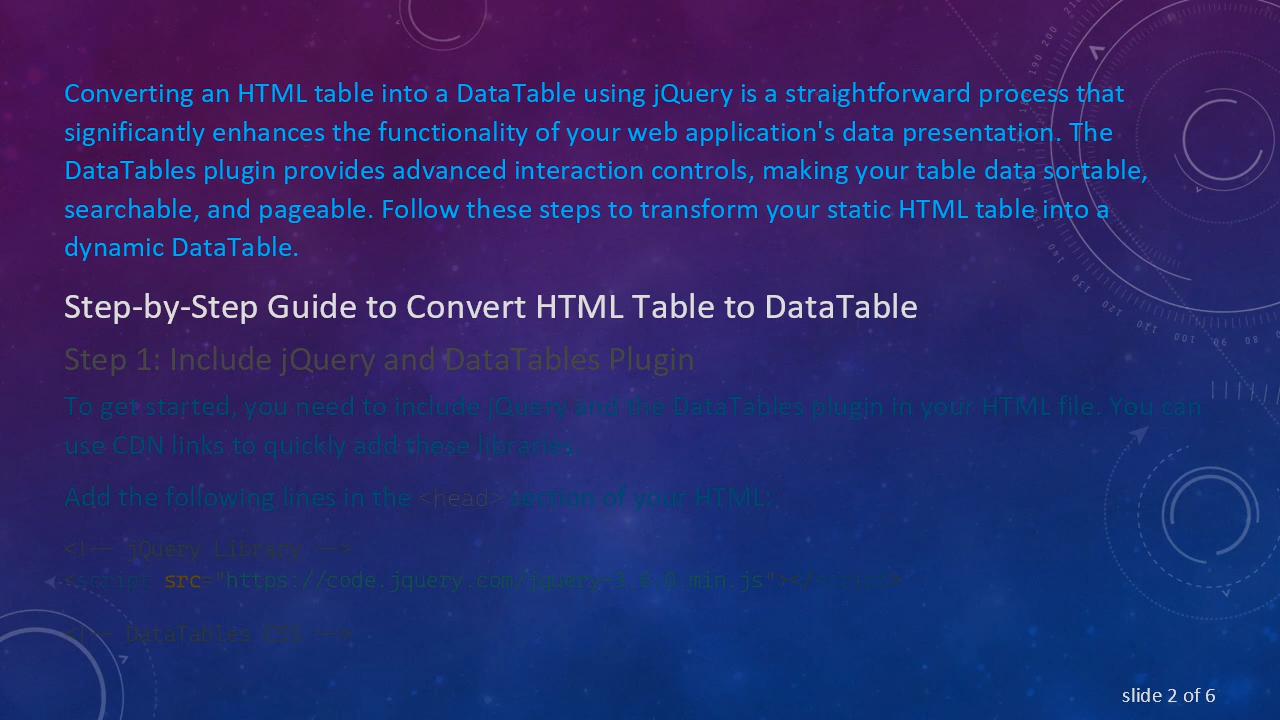 Converting an HTML table into a DataTable using jQuery is a straightforward process that
significantly enhances the functionality of your web application's data presentation. The
DataTables plugin provides advanced interaction controls, making your table data sortable,
searchable, and pageable. Follow these steps to transform your static HTML table into a
dynamic DataTable.
Step-by-Step Guide to Convert HTML Table to DataTable
Step 1: Include jQuery and DataTables Plugin
To get started, you need to include jQuery and the DataTables plugin in your HTML file. You can
use CDN links to quickly add these libraries.
Add the following lines in the <head> section of your HTML:
<!-- jQuery Library -->
<script src="https://code.jquery.com/jquery-3.6.0.min.js"></script>
<!-- DataTables CSS -->
slide 2 of 6